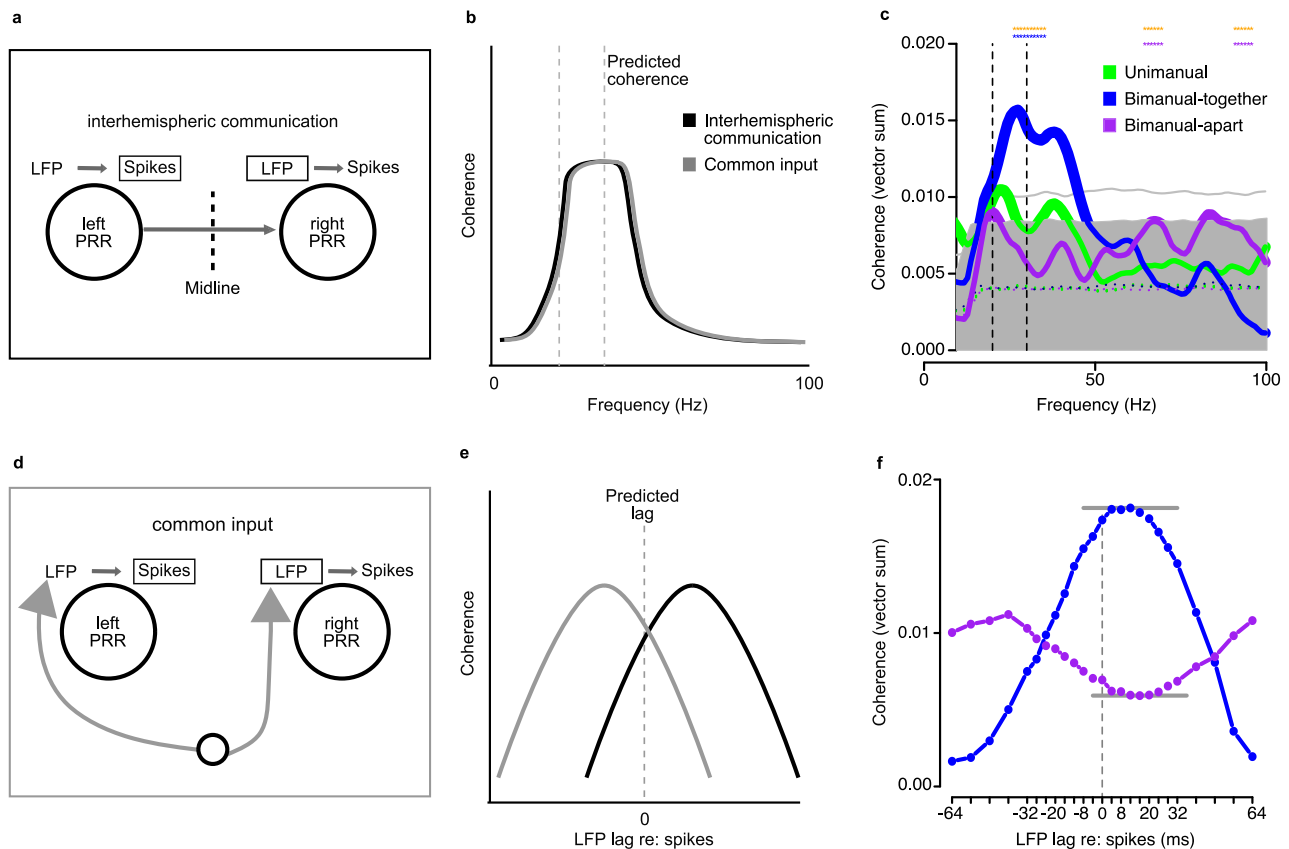 a
interhemispheric communication
LFP Spikes LFP Spikes
left
PRR
right
PRR
Midline
b
Predicted
coherence
Interhemispheric
communication
Common input
Coherence
0 100
Frequency (Hz)
c
**********
**********
******
******
******
******
Unimanual
Bimanual-together
Bimanual-apart
Coherence (vector sum)
0.020
0.015
0.010
0.005
0.000
0 50 100
Frequency (Hz)
d
common input
LFP Spikes LFP Spikes
left
PRR
right
PRR
e
Predicted
lag
Coherence
0
LFP lag re: spikes
f
Coherence (vector sum)
0.02
0.01
0.00
-64 -32 -20 -8 0 8 20 32 64
LFP lag re: spikes (ms)